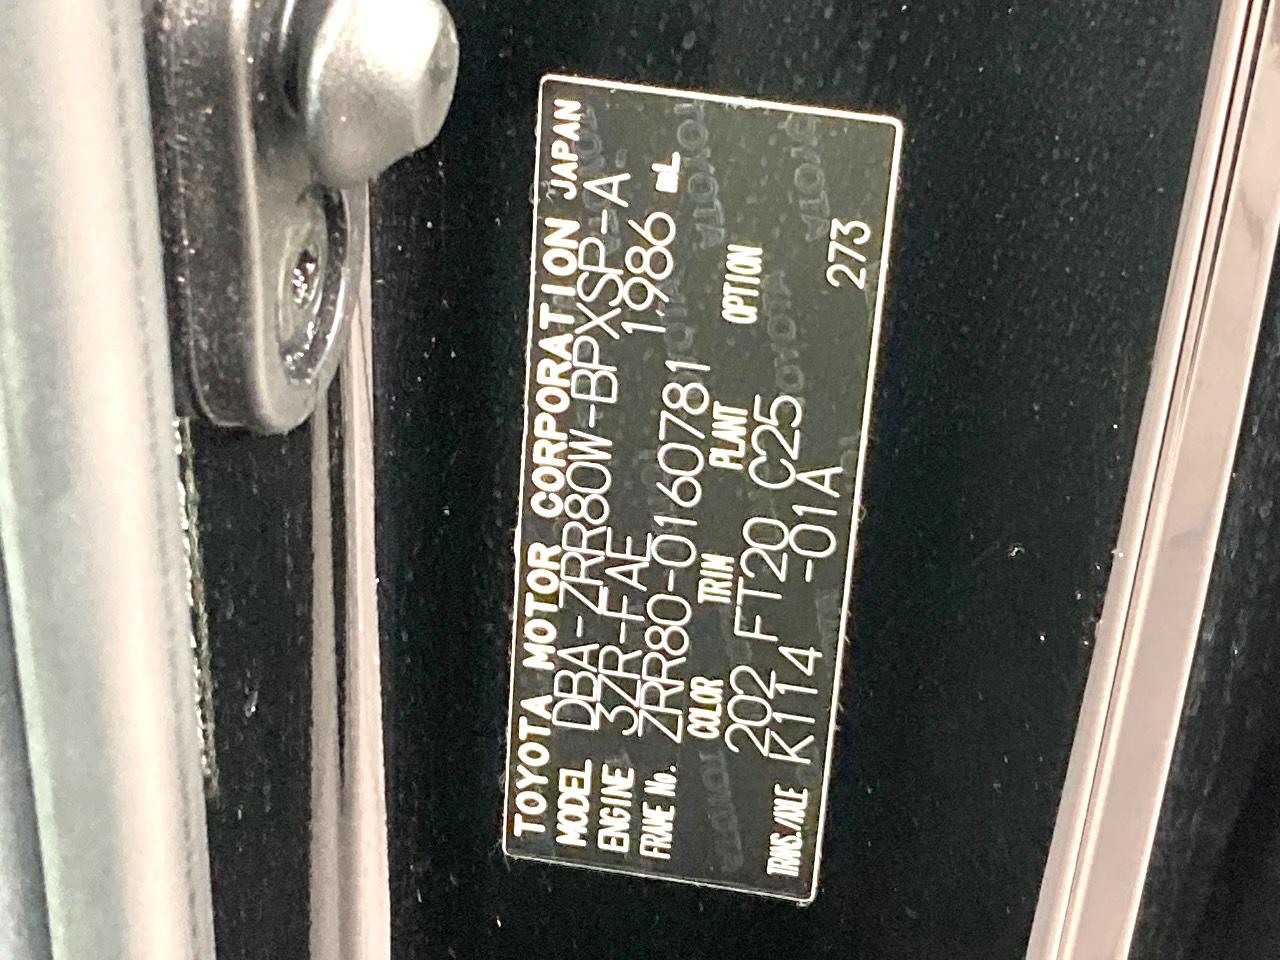 TOYOTA MOTOR CORPORATION JAPAN
MODEL DBA-ZRR80W-BPXSP-A
ENGINE 3ZR-FAE 1986 mL
FRAME No. ZRR80-0160781
COLOR TRIM PLANT OPTION
202 FT20 C25
TRANS./AXLE K114 -01A 273